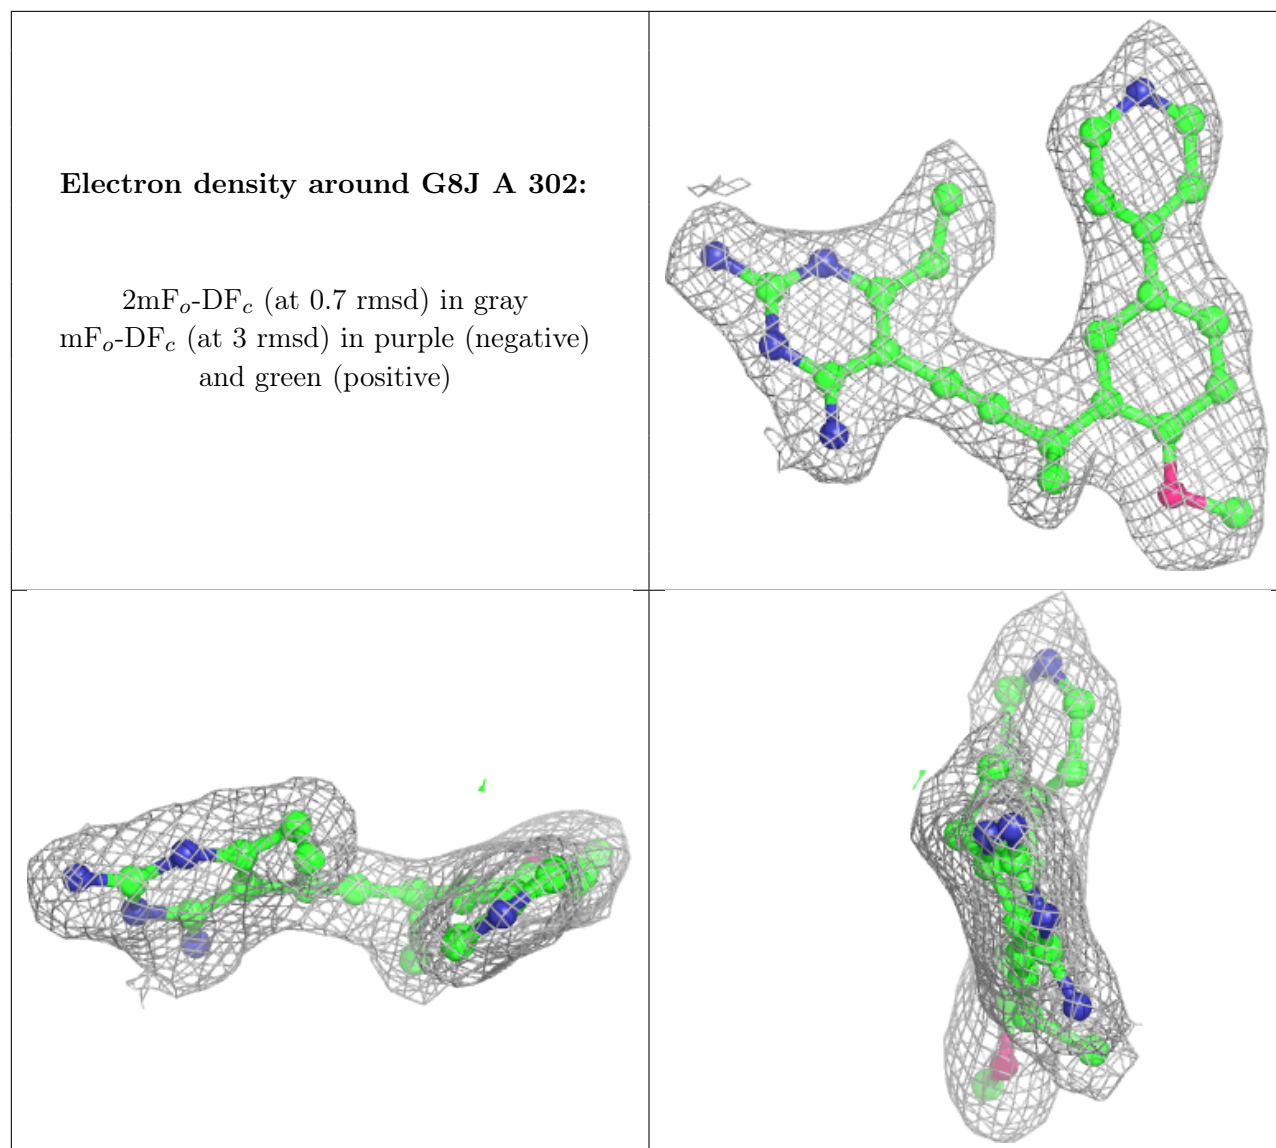 Electron density around G8J A 302:
2mFₒ-DF𝒸 (at 0.7 rmsd) in gray
mFₒ-DF𝒸 (at 3 rmsd) in purple (negative)
and green (positive)